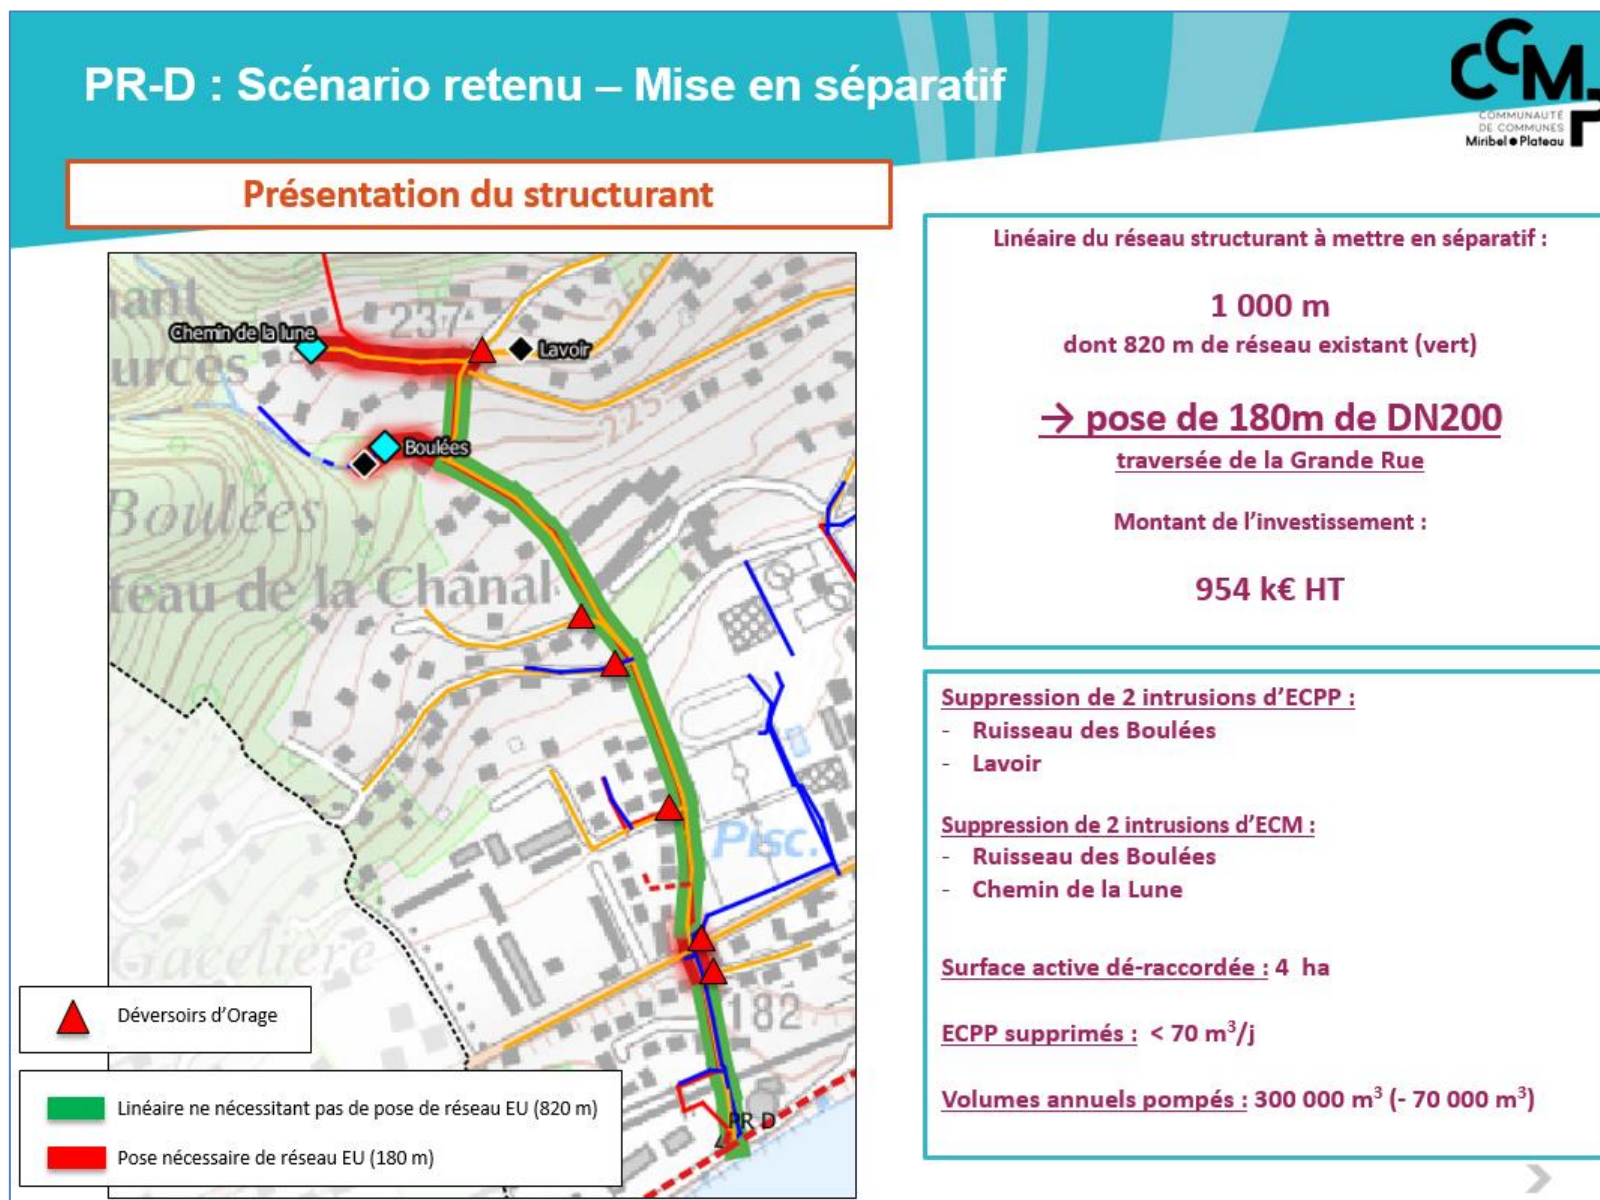 PR-D : Scénario retenu – Mise en séparatif
CCMP
COMMUNAUTÉ
DE COMMUNES
Miribel Plateau
Présentation du structurant
Linéaire du réseau structurant à mettre en séparatif :
1 000 m
dont 820 m de réseau existant (vert)
→ pose de 180m de DN200
traversée de la Grande Rue
Montant de l'investissement :
954 k€ HT
Suppression de 2 intrusions d'ECPP :
- Ruisseau des Boulées
- Lavoir
Suppression de 2 intrusions d'ECM :
- Ruisseau des Boulées
- Chemin de la Lune
Surface active dé-raccordée : 4 ha
ECPP supprimés : < 70 m³/j
Volumes annuels pompés : 300 000 m³ (- 70 000 m³)
nant
237
Chemin de la lune
Lavoir
urces
225
Boulées
Boulées
teau de la Chanal
Pisc.
Gacelière
182
PR D
Déversoirs d'Orage
Linéaire ne nécessitant pas de pose de réseau EU (820 m)
Pose nécessaire de réseau EU (180 m)